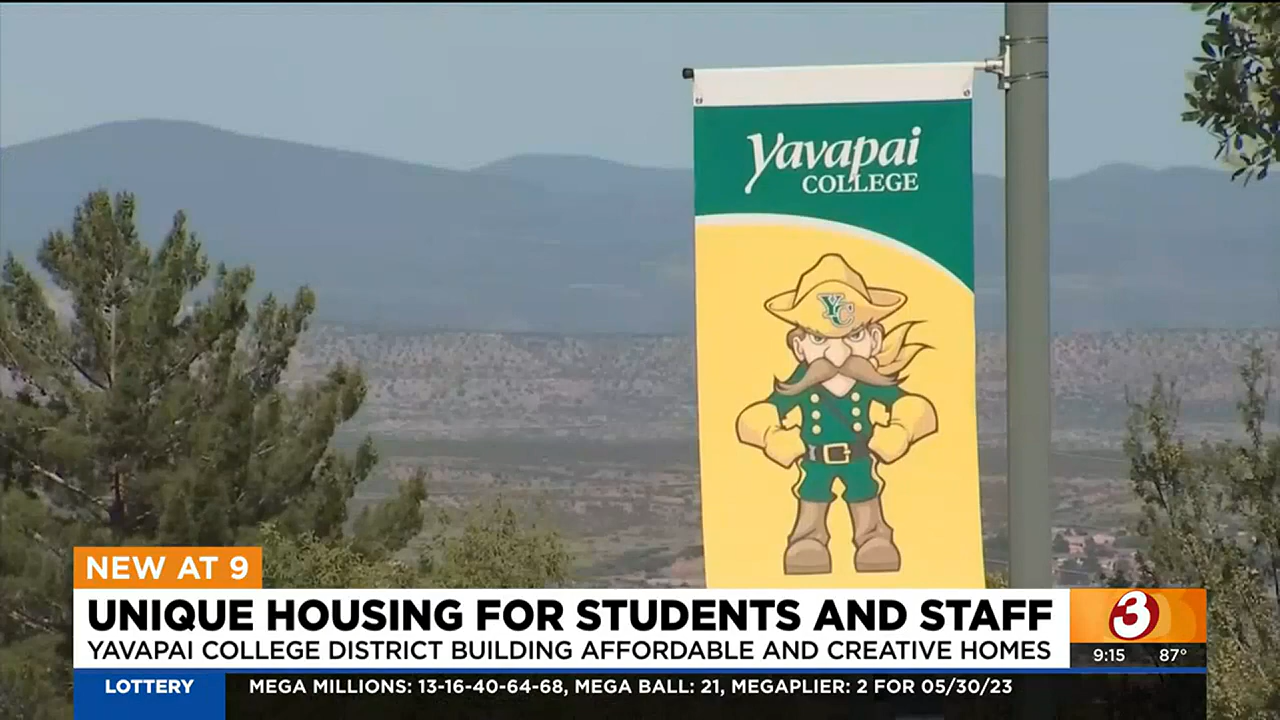 Yavapai
COLLEGE
YC
NEW AT 9
UNIQUE HOUSING FOR STUDENTS AND STAFF
YAVAPAI COLLEGE DISTRICT BUILDING AFFORDABLE AND CREATIVE HOMES
3
9:15 87°
LOTTERY MEGA MILLIONS: 13-16-40-64-68, MEGA BALL: 21, MEGAPLIER: 2 FOR 05/30/23